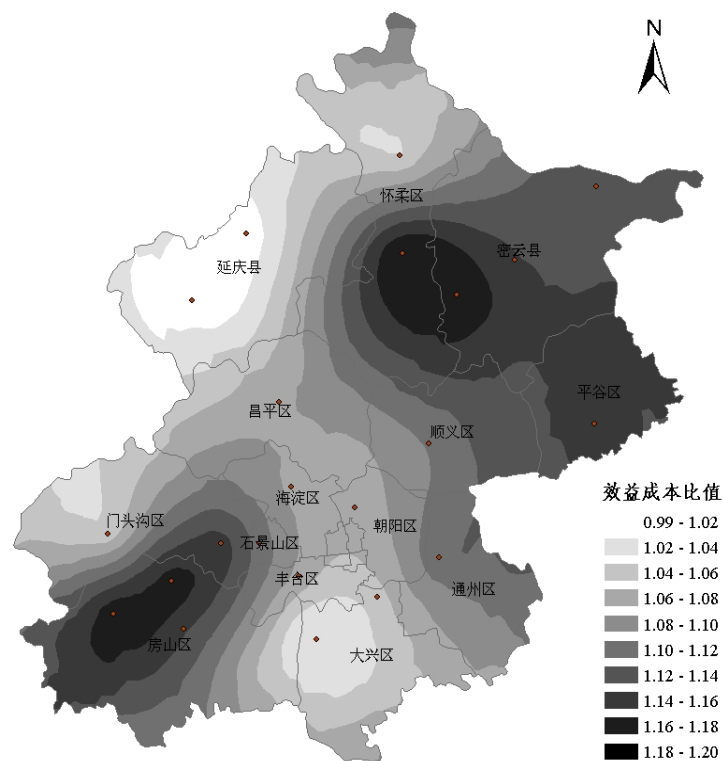 N
怀柔区
密云县
延庆县
平谷区
昌平区
顺义区
效益成本比值
海淀区
门头沟区
朝阳区
石景山区
丰台区
通州区
房山区
大兴区
0.99 - 1.02
1.02 - 1.04
1.04 - 1.06
1.06 - 1.08
1.08 - 1.10
1.10 - 1.12
1.12 - 1.14
1.14 - 1.16
1.16 - 1.18
1.18 - 1.20